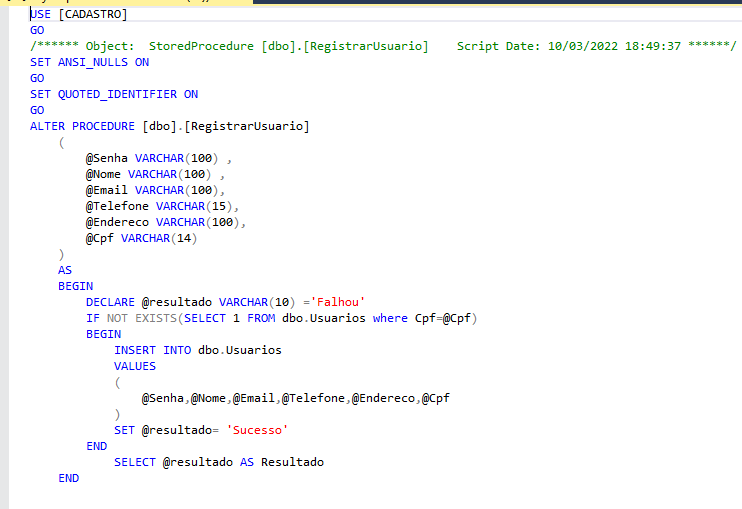 USE [CADASTRO]
GO
/****** Object:  StoredProcedure [dbo].[RegistrarUsuario]    Script Date: 10/03/2022 18:49:37 ******/
SET ANSI_NULLS ON
GO
SET QUOTED_IDENTIFIER ON
GO
ALTER PROCEDURE [dbo].[RegistrarUsuario]
    (
        @Senha VARCHAR(100) ,
        @Nome VARCHAR(100) ,
        @Email VARCHAR(100),
        @Telefone VARCHAR(15),
        @Endereco VARCHAR(100),
        @Cpf VARCHAR(14)
    )
    AS
    BEGIN
        DECLARE @resultado VARCHAR(10) ='Falhou'
        IF NOT EXISTS(SELECT 1 FROM dbo.Usuarios where Cpf=@Cpf)
        BEGIN
            INSERT INTO dbo.Usuarios
            VALUES
            (
                @Senha,@Nome,@Email,@Telefone,@Endereco,@Cpf
            )
            SET @resultado= 'Sucesso'
        END
            SELECT @resultado AS Resultado
    END